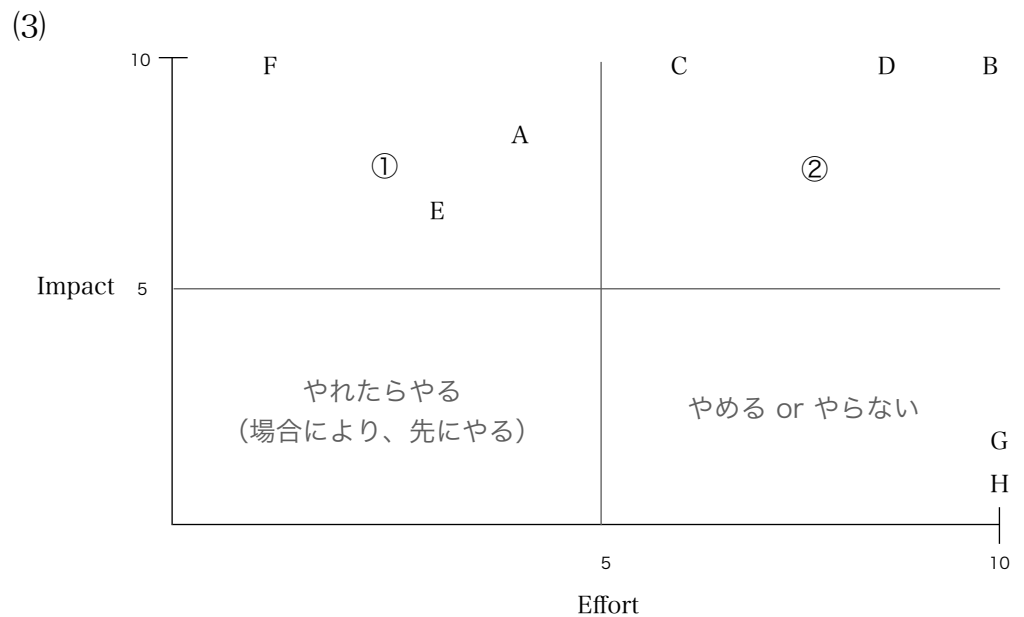 (3)
10
F
C
D
B
A
①
②
E
Impact
5
やれたらやる
(場合により、先にやる)
やめる or やらない
G
H
5
10
Effort